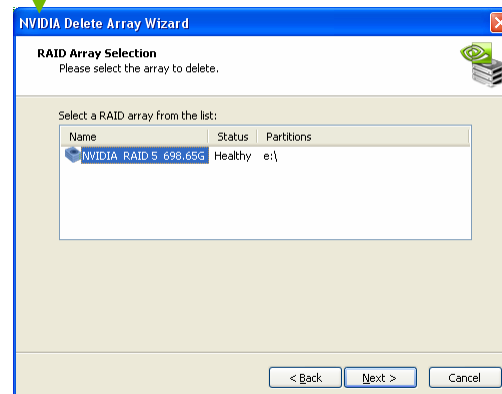 NVIDIA Delete Array Wizard
RAID Array Selection
Please select the array to delete.
Select a RAID array from the list:
Name Status Partitions
NVIDIA RAID 5 698.65G Healthy e:\
< Back Next > Cancel